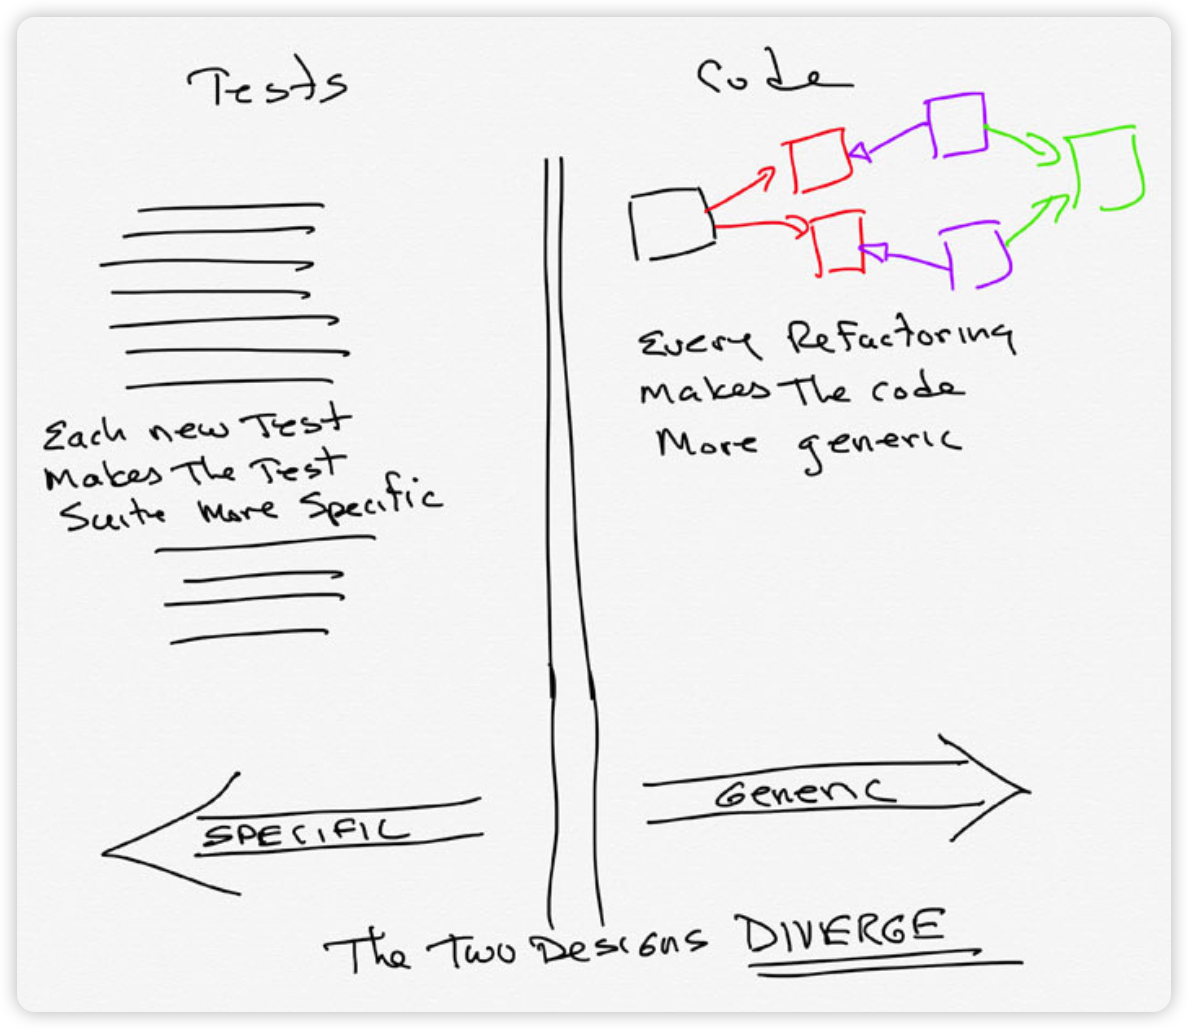 Tests
Each new Test
Makes The Test
Suite More Specific
SPECIFIC
Code
Every Refactoring
Makes The code
More generic
Generic
The Two Designs DIVERGE